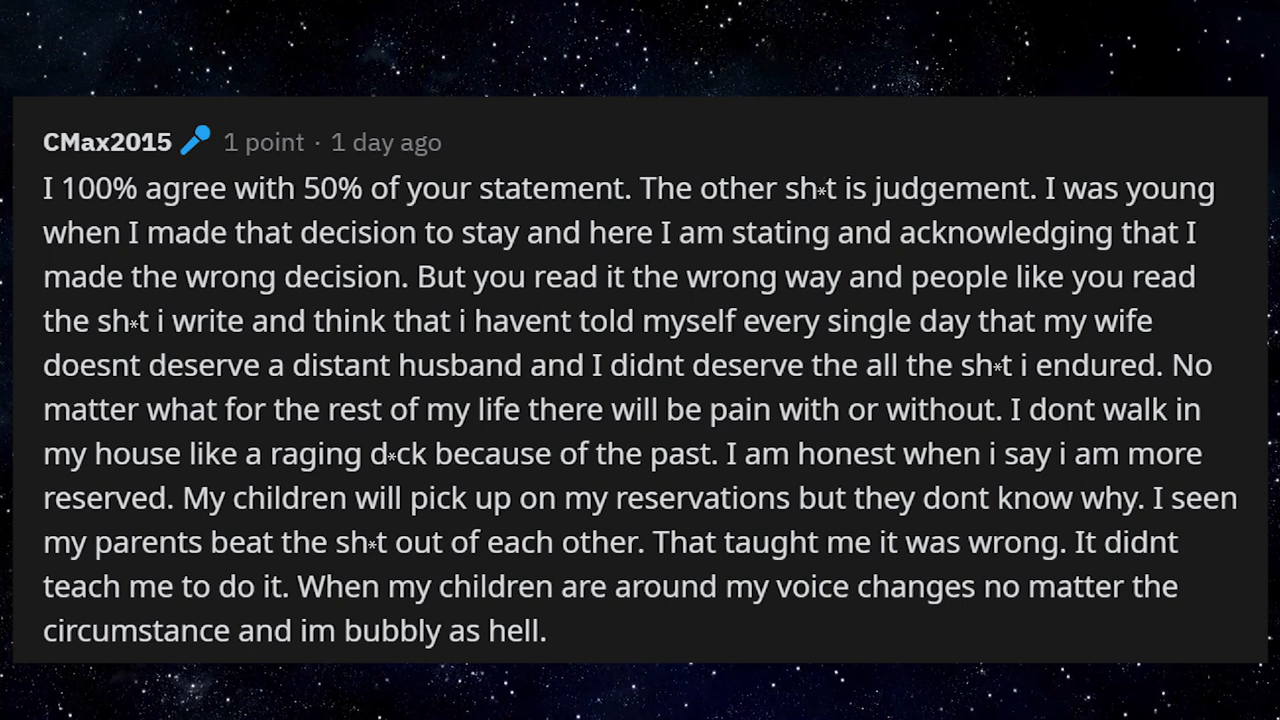 CMax2015 1 point · 1 day ago
I 100% agree with 50% of your statement. The other sh*t is judgement. I was young
when I made that decision to stay and here I am stating and acknowledging that I
made the wrong decision. But you read it the wrong way and people like you read
the sh*t i write and think that i havent told myself every single day that my wife
doesnt deserve a distant husband and I didnt deserve the all the sh*t i endured. No
matter what for the rest of my life there will be pain with or without. I dont walk in
my house like a raging d*ck because of the past. I am honest when i say i am more
reserved. My children will pick up on my reservations but they dont know why. I seen
my parents beat the sh*t out of each other. That taught me it was wrong. It didnt
teach me to do it. When my children are around my voice changes no matter the
circumstance and im bubbly as hell.